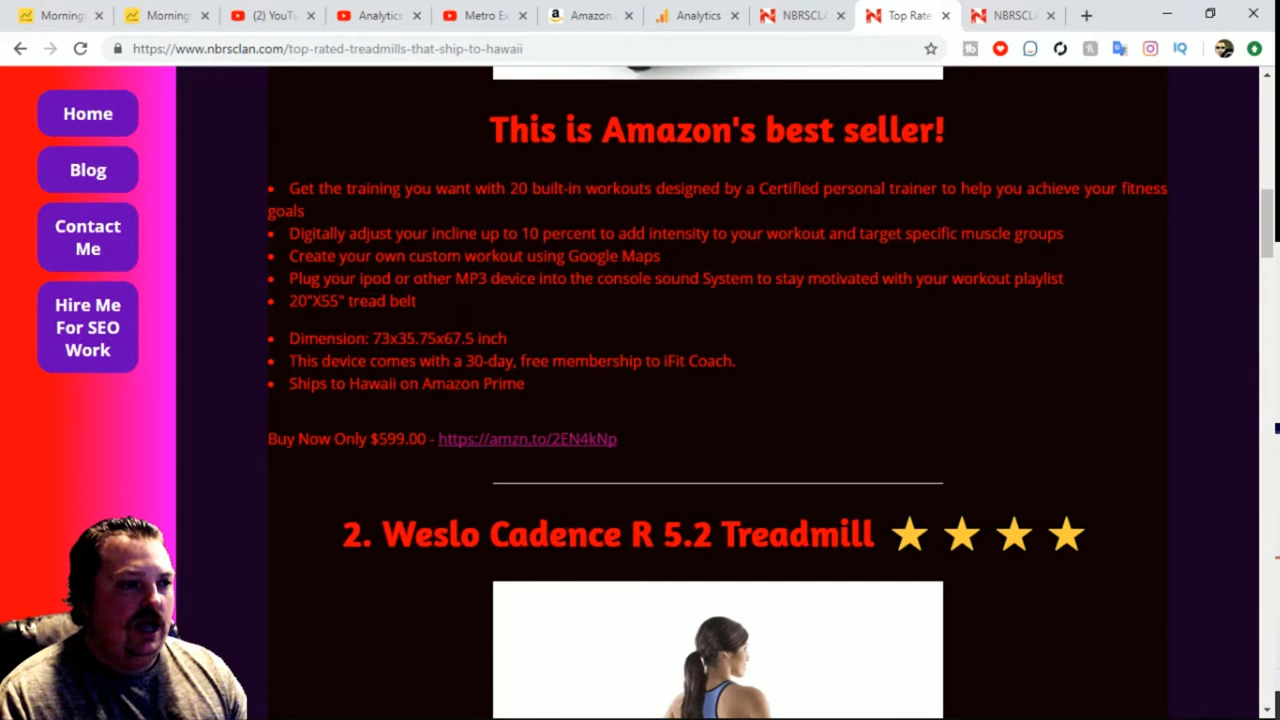 Morning
Morning
(2) YouTu
Analytics
Metro Ex
Amazon.
Analytics
NBRSCLA
Top Rate
NBRSCL
https://www.nbrsclan.com/top-rated-treadmills-that-ship-to-hawaii
Home
Blog
Contact
Me
Hire Me
For SEO
Work
This is Amazon's best seller!
• Get the training you want with 20 built-in workouts designed by a Certified personal trainer to help you achieve your fitness
goals
• Digitally adjust your incline up to 10 percent to add intensity to your workout and target specific muscle groups
• Create your own custom workout using Google Maps
• Plug your ipod or other MP3 device into the console sound System to stay motivated with your workout playlist
• 20"X55" tread belt
• Dimension: 73x35.75x67.5 inch
• This device comes with a 30-day, free membership to iFit Coach.
• Ships to Hawaii on Amazon Prime
Buy Now Only $599.00 - https://amzn.to/2EN4kNp
2. Weslo Cadence R 5.2 Treadmill